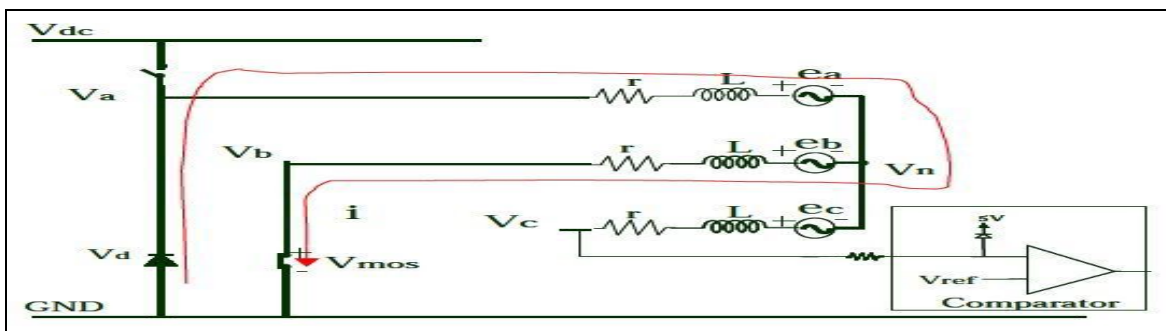 Vdc
Va
r L + ea -
Vb
r L + eb -
Vn
i
Vc
r L + ec -
5V
Vd
+
Vmos
-
Vref
GND
Comparator